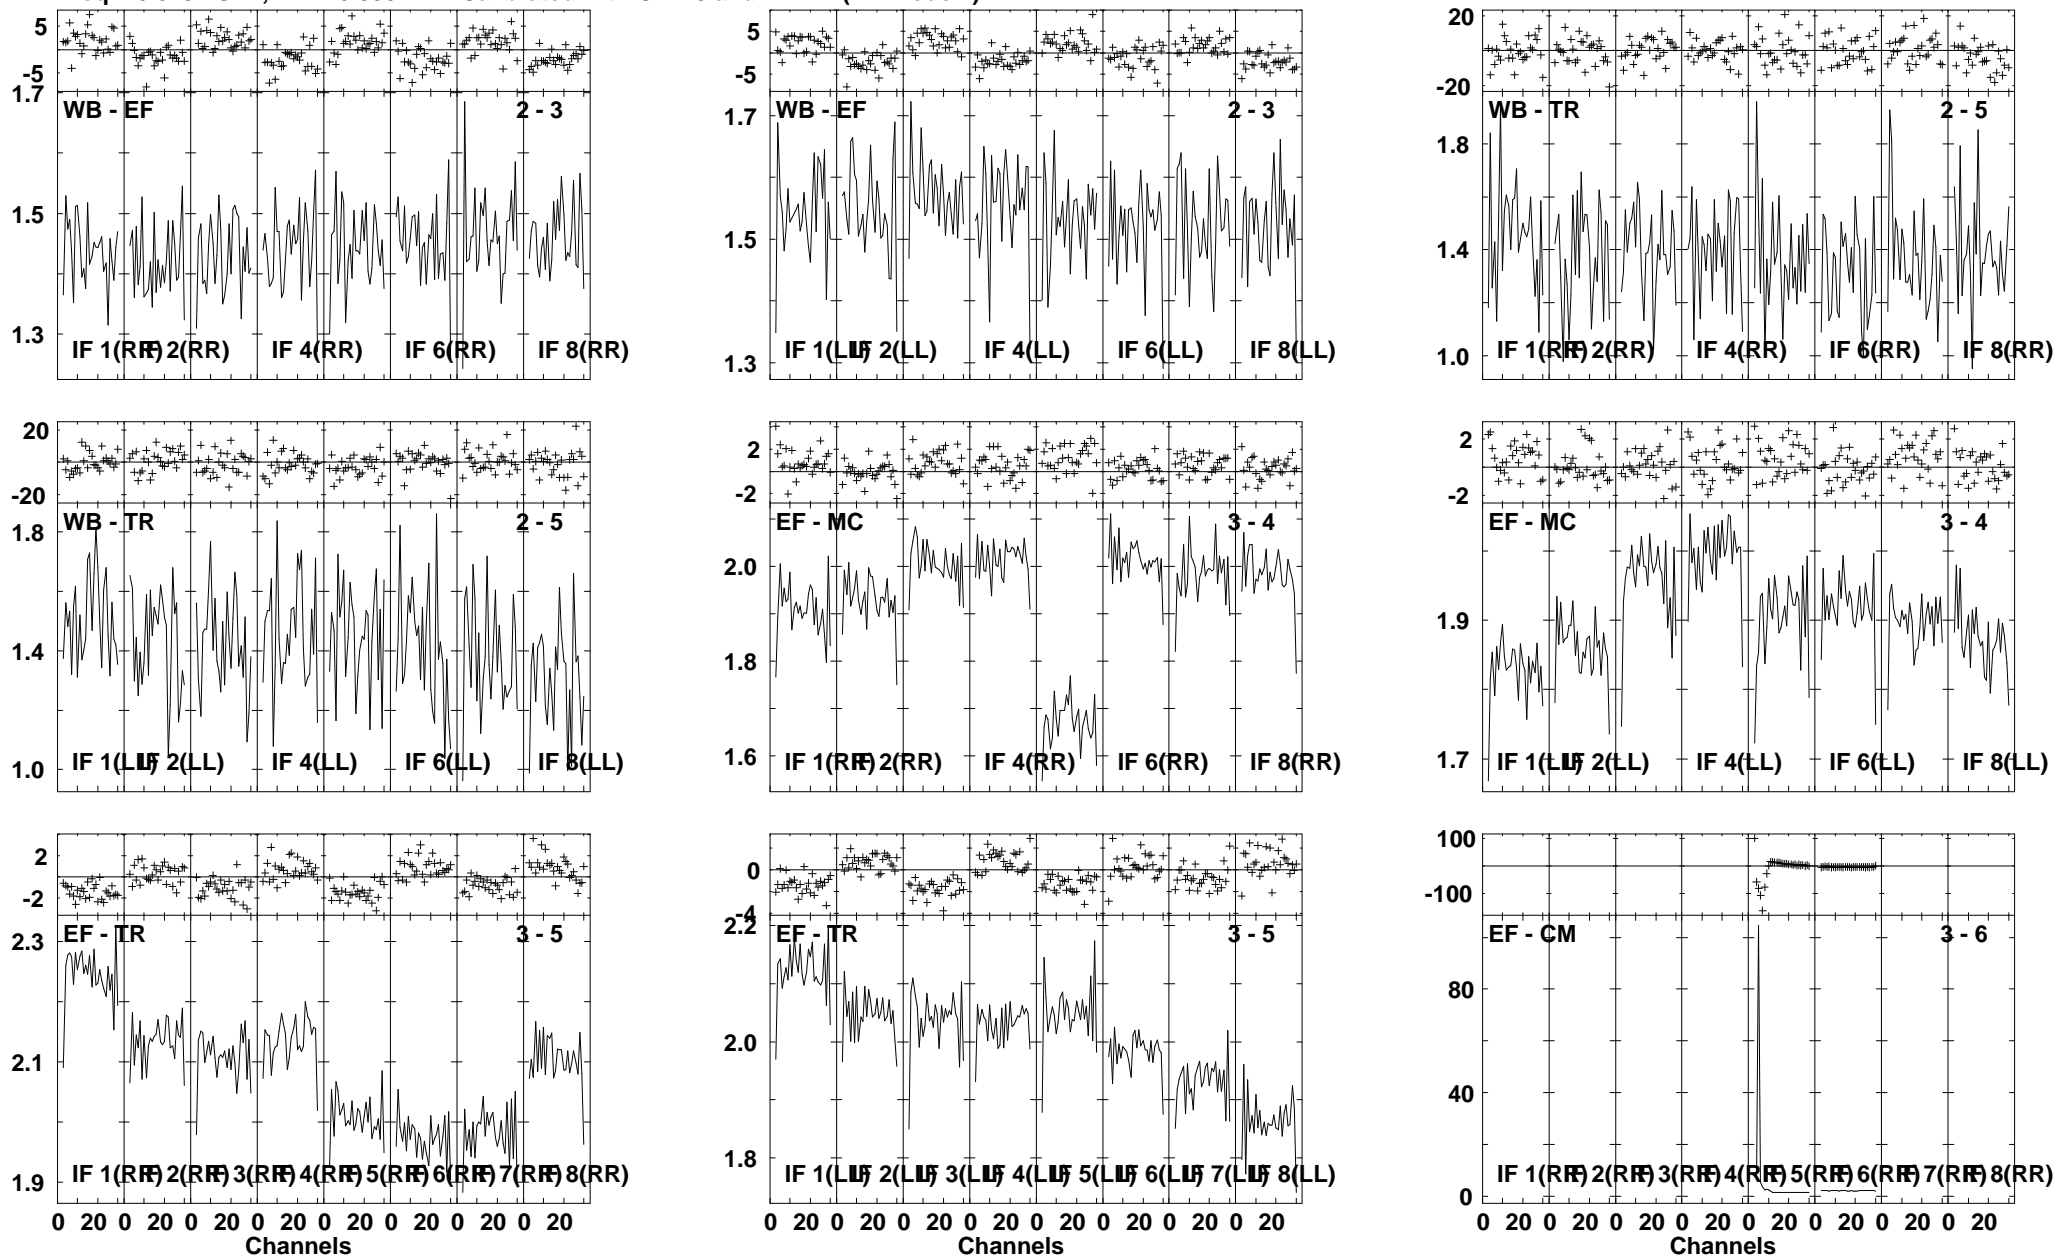 5
-5
1.7
1.5
1.3
WB - EF
2 - 3
IF 1(RR)
IF 2(RR)
IF 4(RR)
IF 6(RR)
IF 8(RR)
5
-5
1.7
1.5
1.3
WB - EF
2 - 3
IF 1(LL)
IF 2(LL)
IF 4(LL)
IF 6(LL)
IF 8(LL)
20
0
-20
1.8
1.4
1.0
WB - TR
2 - 5
IF 1(RR)
IF 2(RR)
IF 4(RR)
IF 6(RR)
IF 8(RR)
20
0
-20
1.8
1.4
1.0
WB - TR
2 - 5
IF 1(LL)
IF 2(LL)
IF 4(LL)
IF 6(LL)
IF 8(LL)
2
-2
2.0
1.8
1.6
EF - MC
3 - 4
IF 1(RR)
IF 2(RR)
IF 4(RR)
IF 6(RR)
IF 8(RR)
2
-2
1.9
1.7
EF - MC
3 - 4
IF 1(LL)
IF 2(LL)
IF 4(LL)
IF 6(LL)
IF 8(LL)
2
-2
2.3
2.1
1.9
EF - TR
3 - 5
IF 1(RR)
IF 2(RR)
IF 3(RR)
IF 4(RR)
IF 5(RR)
IF 6(RR)
IF 7(RR)
IF 8(RR)
0 20 0 20 0 20 0 20 0 20 0 20 0 20 0 20
Channels
0
-4
2.2
2.0
1.8
EF - TR
3 - 5
IF 1(LL)
IF 2(LL)
IF 3(LL)
IF 4(LL)
IF 5(LL)
IF 6(LL)
IF 7(LL)
IF 8(LL)
0 20 0 20 0 20 0 20 0 20 0 20 0 20 0 20
Channels
100
-100
80
40
0
EF - CM
3 - 6
IF 1(RR)
IF 2(RR)
IF 3(RR)
IF 4(RR)
IF 5(RR)
IF 6(RR)
IF 7(RR)
IF 8(RR)
0 20 0 20 0 20 0 20 0 20 0 20 0 20 0 20
Channels